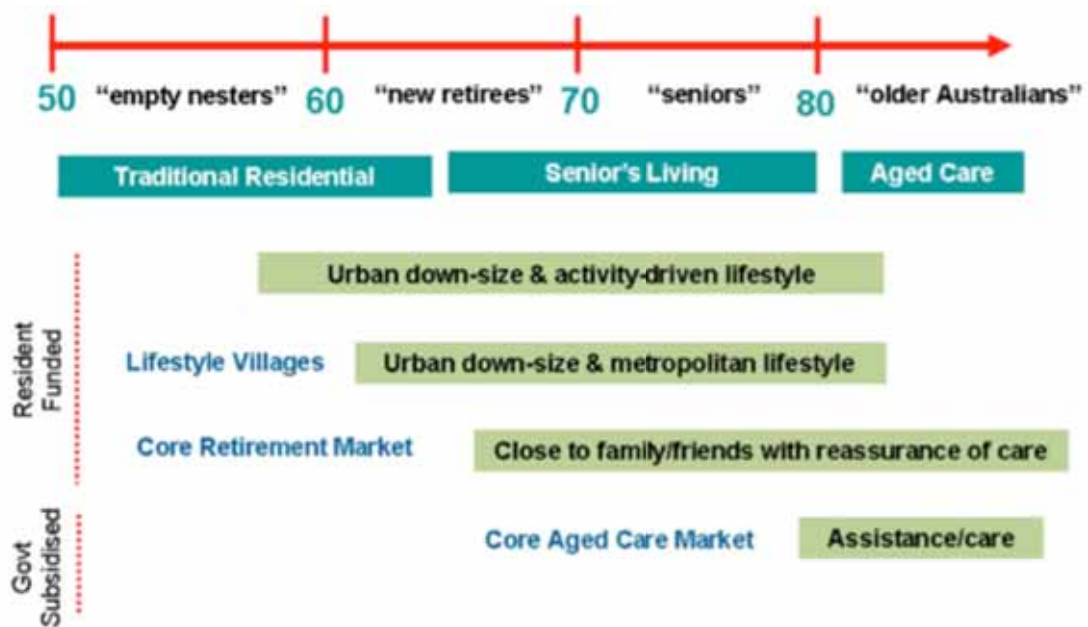 50 “empty nesters” 60 “new retirees” 70 “seniors” 80 “older Australians”
Traditional Residential Senior's Living Aged Care
Urban down-size & activity-driven lifestyle
Resident
Funded
Lifestyle Villages Urban down-size & metropolitan lifestyle
Core Retirement Market Close to family/friends with reassurance of care
Govt
Subsidised
Core Aged Care Market Assistance/care